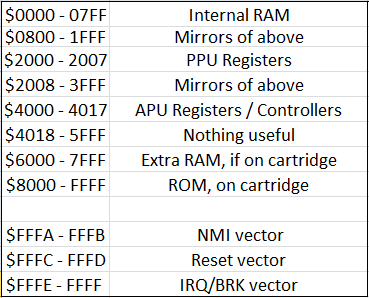 $0000 - 07FF Internal RAM
$0800 - 1FFF Mirrors of above
$2000 - 2007 PPU Registers
$2008 - 3FFF Mirrors of above
$4000 - 4017 APU Registers / Controllers
$4018 - 5FFF Nothing useful
$6000 - 7FFF Extra RAM, if on cartridge
$8000 - FFFF ROM, on cartridge
$FFFA - FFFB NMI vector
$FFFC - FFFD Reset vector
$FFFE - FFFF IRQ/BRK vector